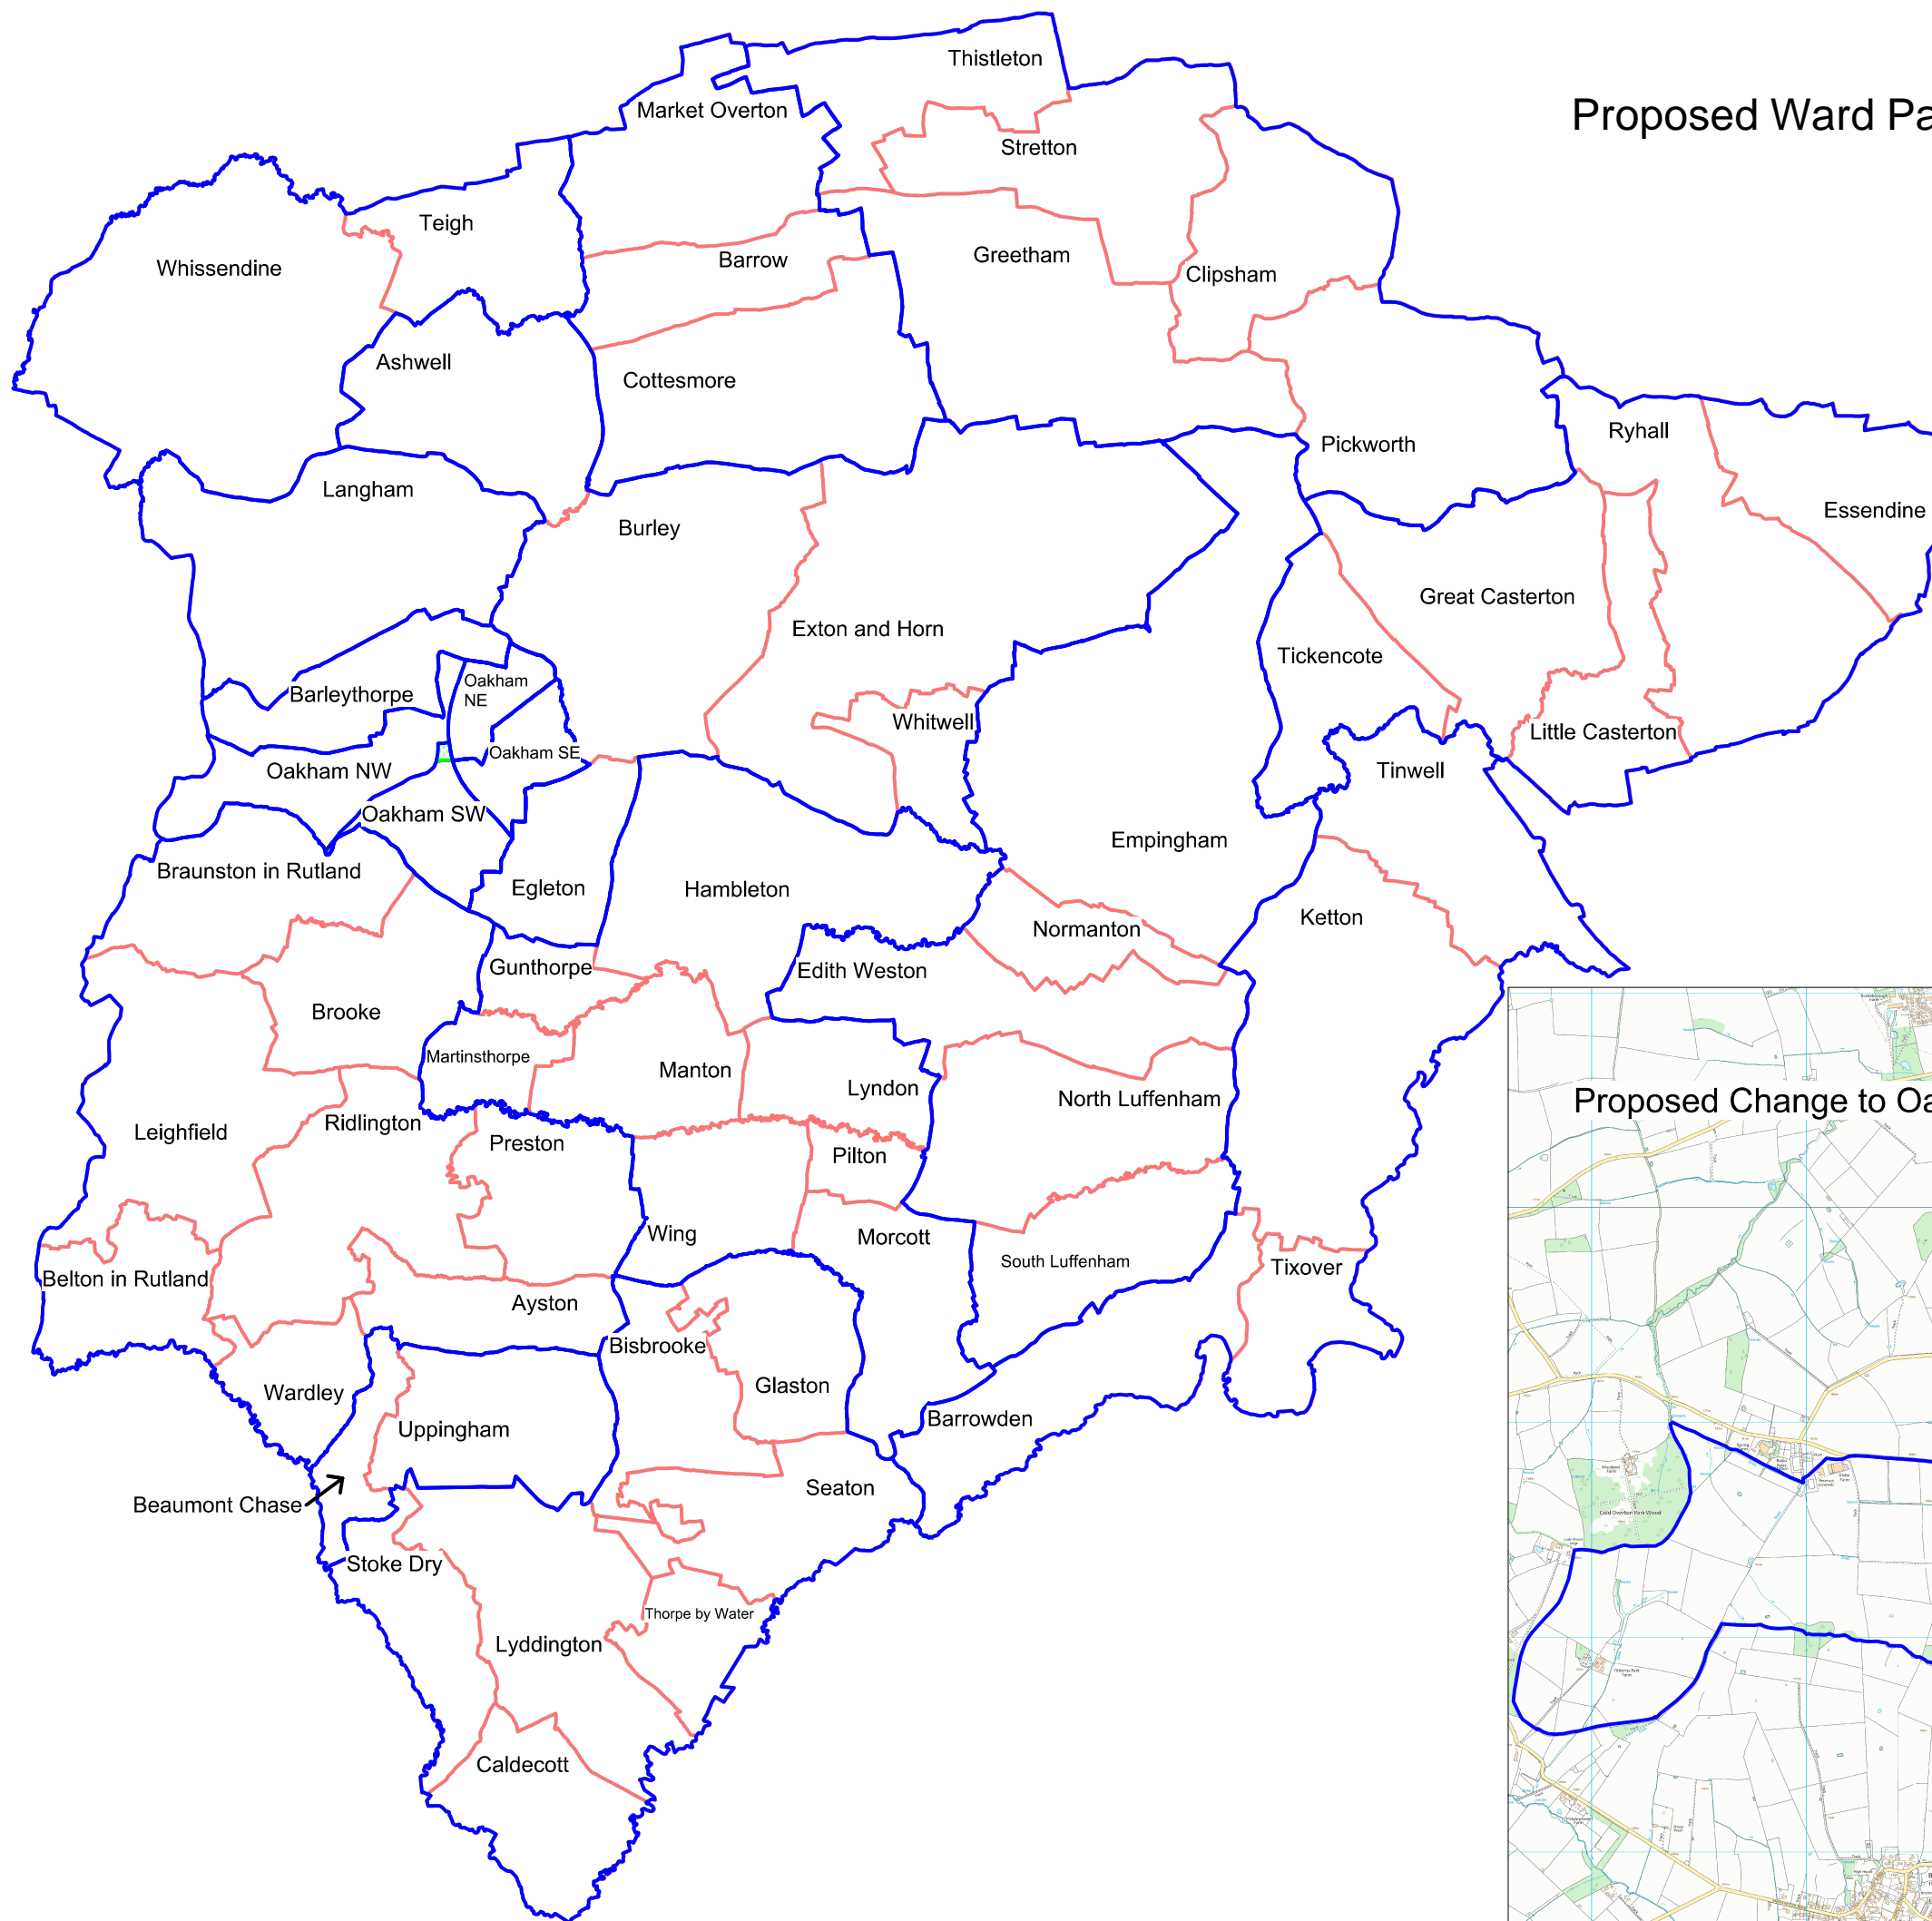 Thistleton
Market Overton
Proposed Ward Pa
Stretton
Teigh
Whissendine
Barrow
Greetham
Clipsham
Ashwell
Cottesmore
Pickworth
Ryhall
Langham
Essendine
Burley
Great Casterton
Exton and Horn
Tickencote
Oakham
NE
Barleythorpe
Whitwell
Little Casterton
Oakham SE
Oakham NW
Tinwell
Oakham SW
Empingham
Braunston in Rutland
Egleton
Hambleton
Ketton
Normanton
Gunthorpe
Edith Weston
Brooke
Martinsthorpe
Manton
Lyndon
North Luffenham
Proposed Change to Oa
Ridlington
Leighfield
Preston
Pilton
Wing
Morcott
South Luffenham
Tixover
Belton in Rutland
Ayston
Bisbrooke
Glaston
Wardley
Barrowden
Uppingham
Seaton
Beaumont Chase
Cold Overton Park Wood
Stoke Dry
Thorpe by Water
Lyddington
Caldecott